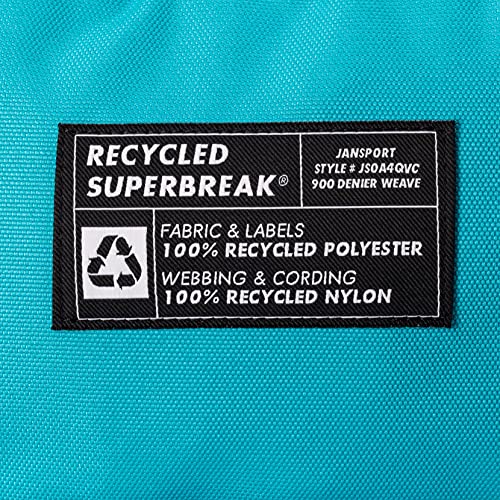 RECYCLED
SUPERBREAK®
JANSPORT
STYLE # JS0A4QVC
900 DENIER WEAVE
FABRIC & LABELS
100% RECYCLED POLYESTER
WEBBING & CORDING
100% RECYCLED NYLON